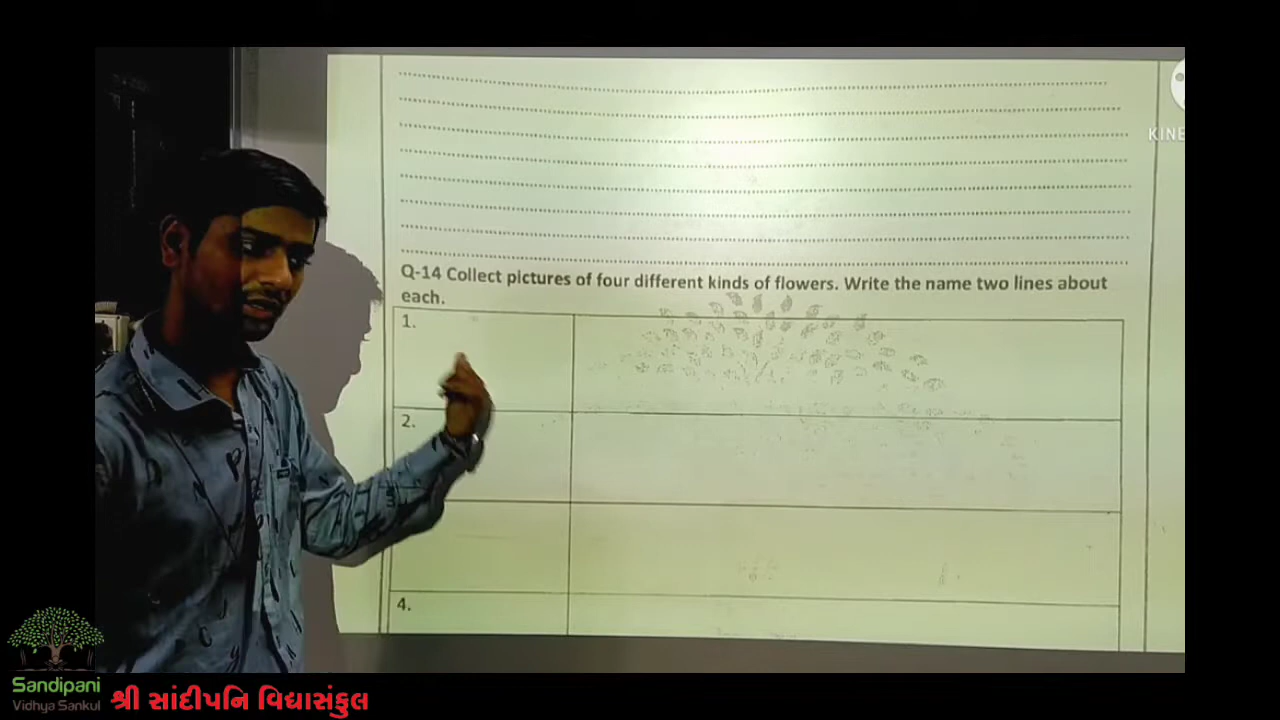 KINE
Q-14 Collect pictures of four different kinds of flowers. Write the name two lines about
each.
1.
2.
4.
Sandipani
Vidhya Sankul
શ્રી સાંદીપનિ વિદ્યાસંકુલ